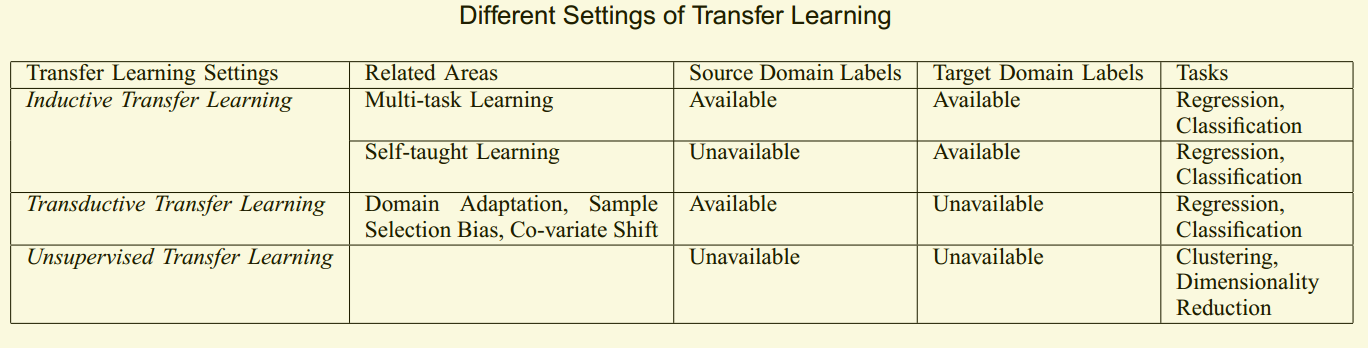 Different Settings of Transfer Learning
Transfer Learning Settings Related Areas Source Domain Labels Target Domain Labels Tasks
Inductive Transfer Learning Multi-task Learning Available Available Regression,
Classification
Self-taught Learning Unavailable Available Regression,
Classification
Transductive Transfer Learning Domain Adaptation, Sample Available Unavailable Regression,
Selection Bias, Co-variate Shift Classification
Unsupervised Transfer Learning Unavailable Unavailable Clustering,
Dimensionality
Reduction